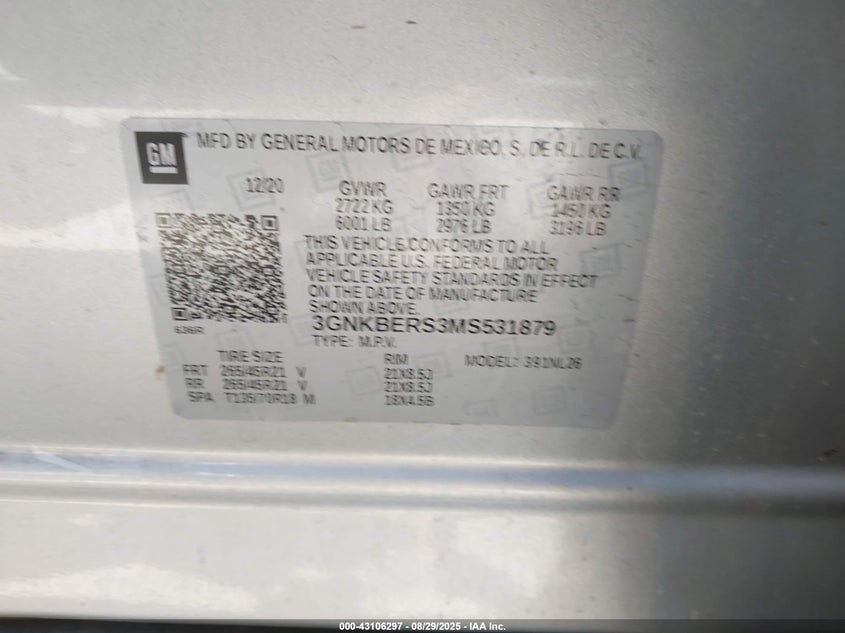 GM
MFD BY GENERAL MOTORS DE MEXICO, S. DE R.L. DE C.V.
12/20 GVWR GAWR FRT GAWR RR
2722 KG 1350 KG 1450 KG
6001 LB 2976 LB 3196 LB
THIS VEHICLE CONFORMS TO ALL
APPLICABLE U.S. FEDERAL MOTOR
VEHICLE SAFETY STANDARDS IN EFFECT
ON THE DATE OF MANUFACTURE
SHOWN ABOVE.
3GNKBERS3MS531879
636R
TYPE: M.P.V.
TIRE SIZE RIM MODEL: 391NL26
FRT 265/45R21 V 21X8.5J
RR 265/45R21 V 21X8.5J
SPA T135/70R18 M 18X4.5B
000-43106297 - 08/29/2025 - IAA Inc.